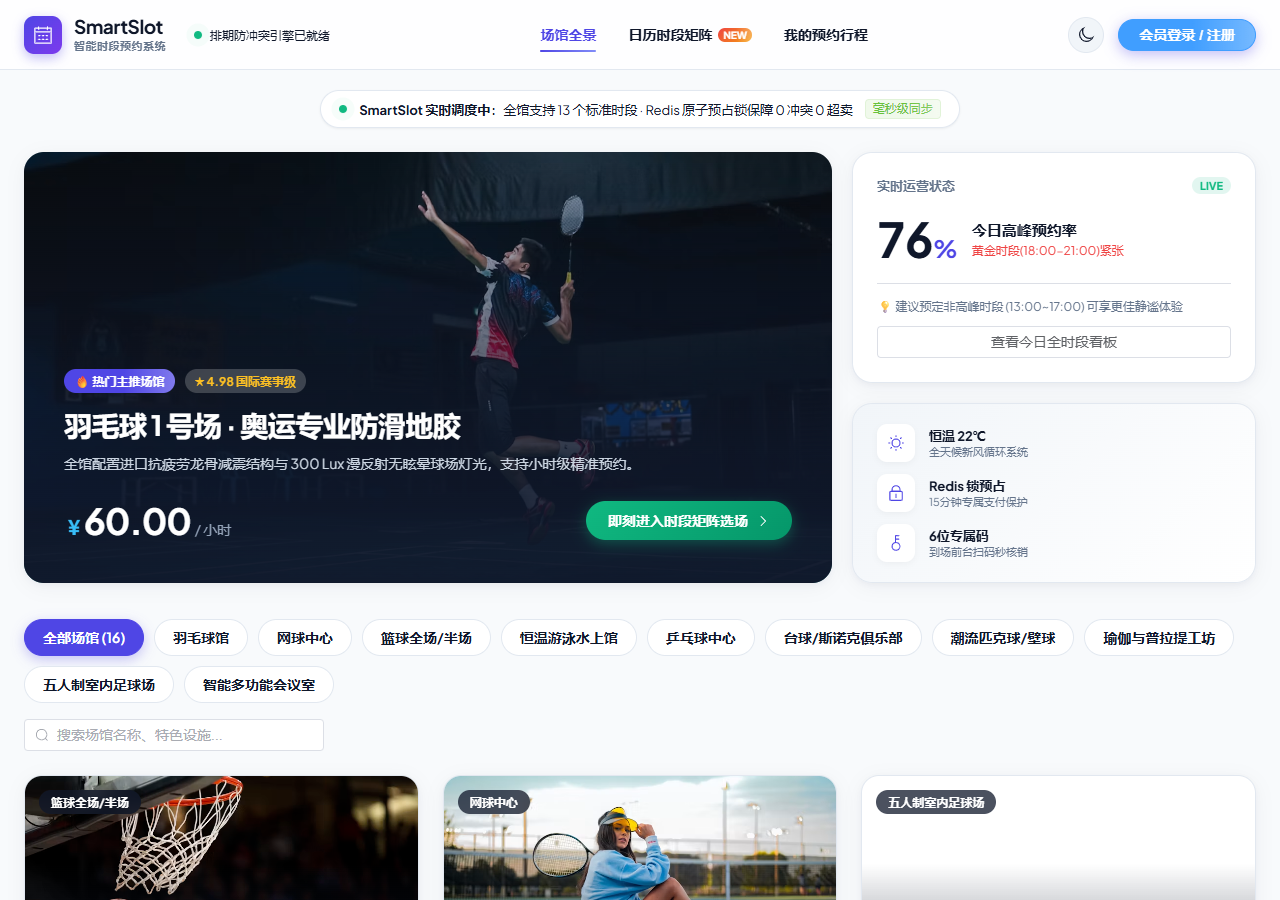 SmartSlot
智能时段预约系统
排期防冲突引擎已就绪
场馆全景
日历时段矩阵 NEW
我的预约行程
会员登录 / 注册
SmartSlot 实时调度中：全馆支持 13 个标准时段 · Redis 原子预占锁保障 0 冲突 0 超卖 毫秒级同步
🔥 热门主推场馆 ★ 4.98 国际赛事级
羽毛球 1 号场 · 奥运专业防滑地胶
全馆配置进口抗疲劳龙骨减震结构与 300 Lux 漫反射无眩晕球场灯光，支持小时级精准预约。
¥60.00 / 小时
即刻进入时段矩阵选场
实时运营状态 LIVE
76%
今日高峰预约率
黄金时段(18:00-21:00)紧张
💡 建议预定非高峰时段 (13:00-17:00) 可享更佳静谧体验
查看今日全时段看板
恒温 22℃
全天候新风循环系统
Redis 锁预占
15分钟专属支付保护
6位专属码
到场前台扫码秒核销
全部场馆 (16)
羽毛球馆
网球中心
篮球全场/半场
恒温游泳水上馆
乒乓球中心
台球/斯诺克俱乐部
潮流匹克球/壁球
瑜伽与普拉提工坊
五人制室内足球场
智能多功能会议室
搜索场馆名称、特色设施...
篮球全场/半场
网球中心
五人制室内足球场